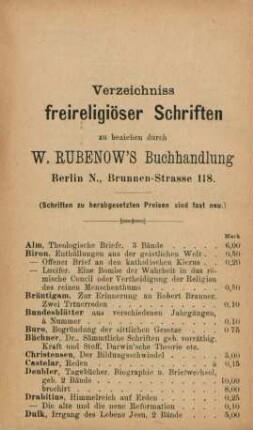 Verzeichniss
freireligiöser Schriften
zu beziehen durch
W. RUBENOW'S Buchhandlung
Berlin N., Brunnen-Strasse 118.
(Schriften zu herabgesetzten Preisen sind fast neu.)
Mark
Alm, Theologische Briefe. 3 Bände . . . . . 6,00
Biron, Enthüllungen aus der geistlichen Welt . . 0,50
— Offener Brief an den katholischen Klerus . . 0,20
— Lucifer. Eine Bombe der Wahrheit in das rö-
mische Concil oder Vertheidigung der Religion
des reinen Menschenthums . . . . . 0,50
Bräutigam, Zur Erinnerung an Robert Brunner.
Zwei Trauerreden . . . . . 0,10
Bundesblätter aus verschiedenen Jahrgängen,
à Nummer . . . . . 0,10
Burs, Begründung der sittlichen Gesetze . . 0 75
Büchner, Dr., Sämmtliche Schriften geb. vorräthig.
Kraft und Stoff, Darwin'sche Theorie etc.
Christensen, Der Bildungsschwindel . . . 3,00
Castelar, Reden . . . . . 0,15
Deubler, Tagebücher, Biographie u. Briefwechsel,
geb. 2 Bände . . . . . 10,00
brochirt . . . . . 8,00
Drabitius, Himmelreich auf Erden . . . 0,25
— Die alte und die neue Reformation . . . 0,10
Dulk, Irrgang des Lebens Jesu, 2 Bände . . 5,00